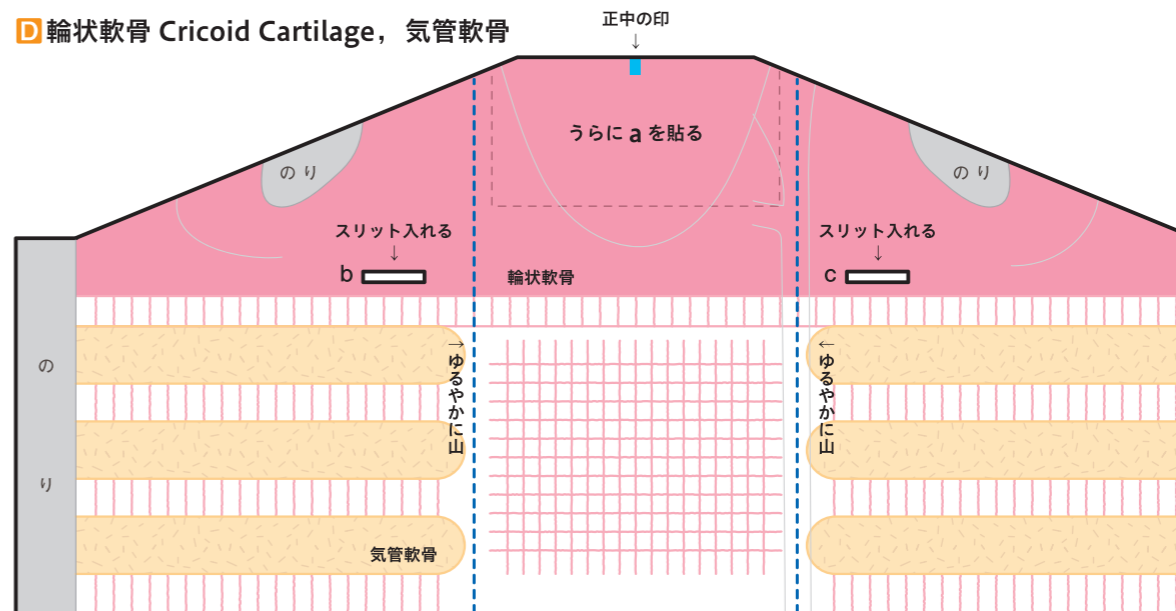 D 輪状軟骨 Cricoid Cartilage，気管軟骨
正中の印
↓
うらに a を貼る
のり
のり
スリット入れる
↓
b
スリット入れる
↓
c
輪状軟骨
→ゆるやかに山
←ゆるやかに山
のり
気管軟骨